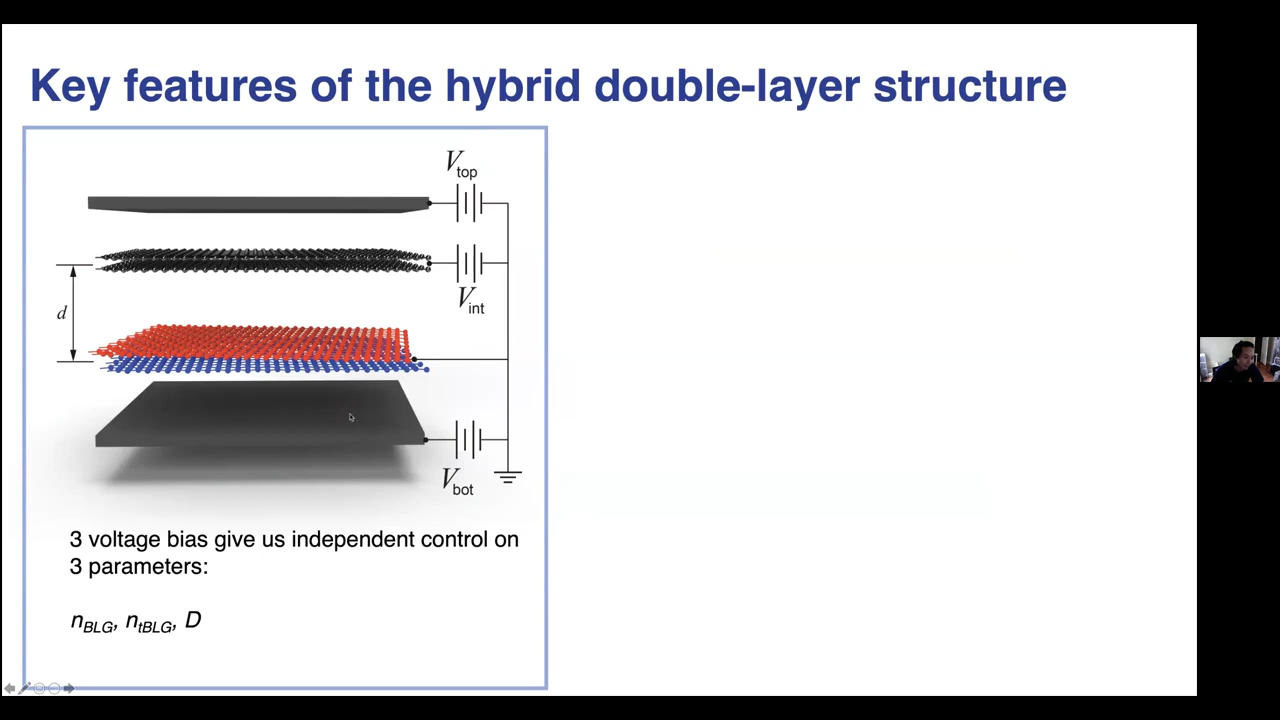 Key features of the hybrid double-layer structure
V_top
V_int
d
V_bot
3 voltage bias give us independent control on
3 parameters:
n_BLG, n_tBLG, D